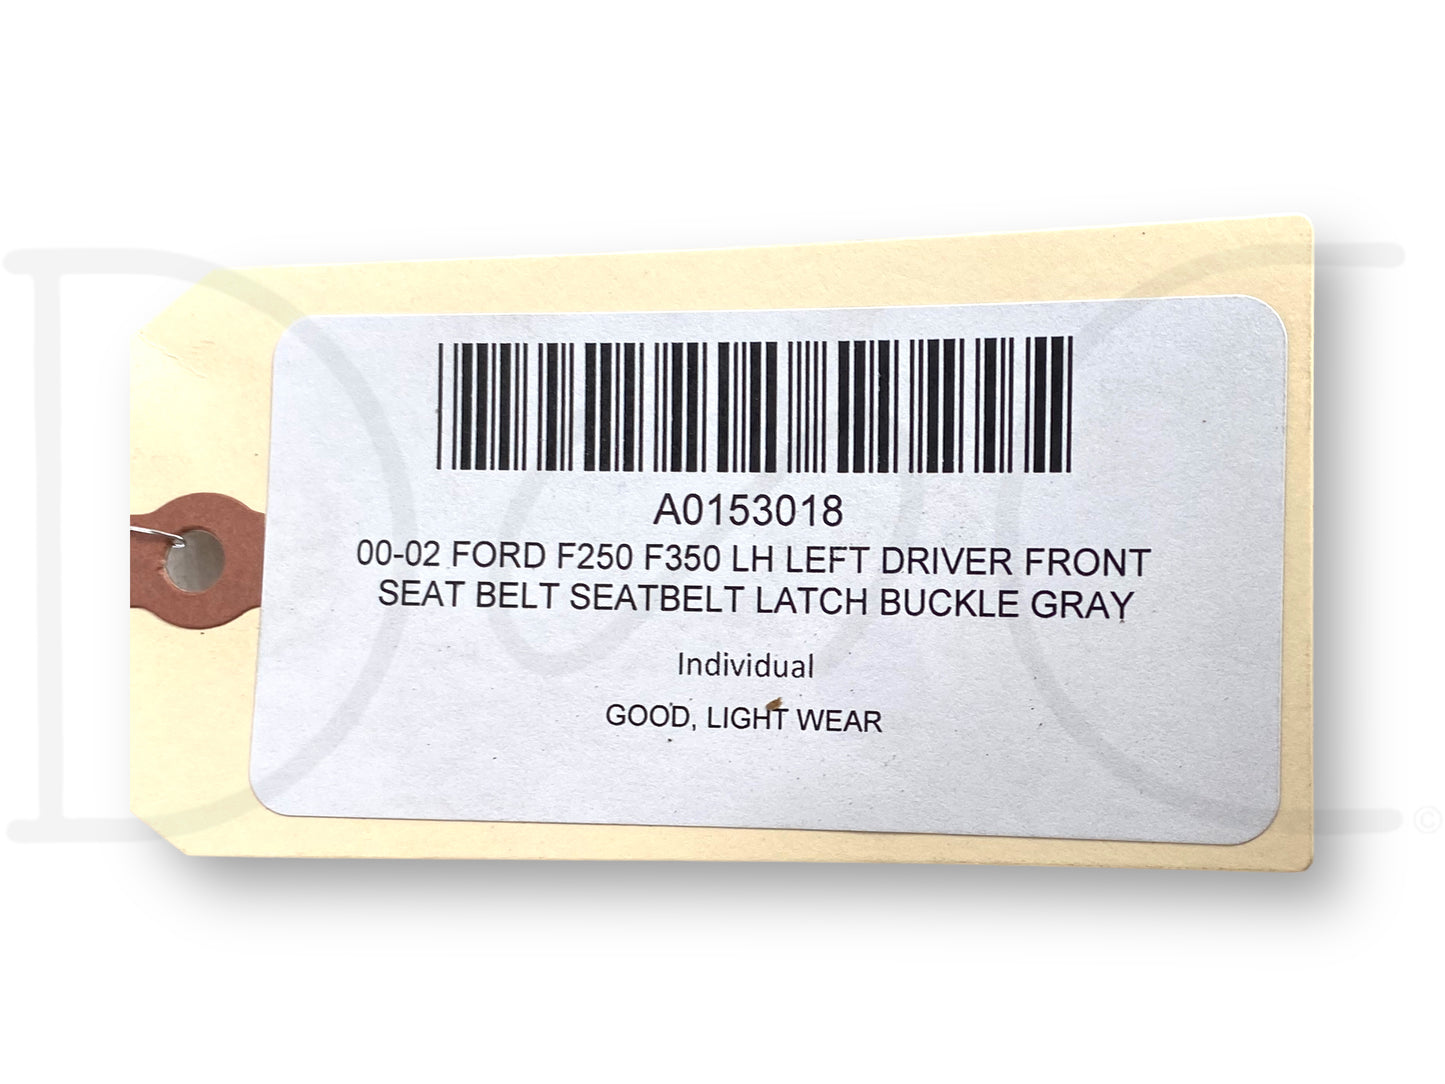 A0153018
00-02 FORD F250 F350 LH LEFT DRIVER FRONT
SEAT BELT SEATBELT LATCH BUCKLE GRAY
Individual
GOOD, LIGHT WEAR
©